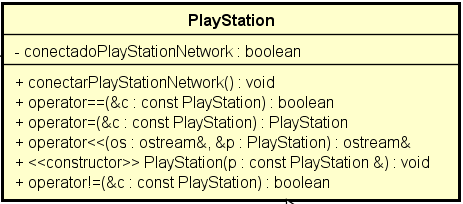 PlayStation
- conectadoPlayStationNetwork : boolean
+ conectarPlayStationNetwork() : void
+ operator==(&c : const PlayStation) : boolean
+ operator=(&c : const PlayStation) : PlayStation
+ operator<<(os : ostream&, &p : PlayStation) : ostream&
+ <<constructor>> PlayStation(p : const PlayStation &) : void
+ operator!=(&c : const PlayStation) : boolean